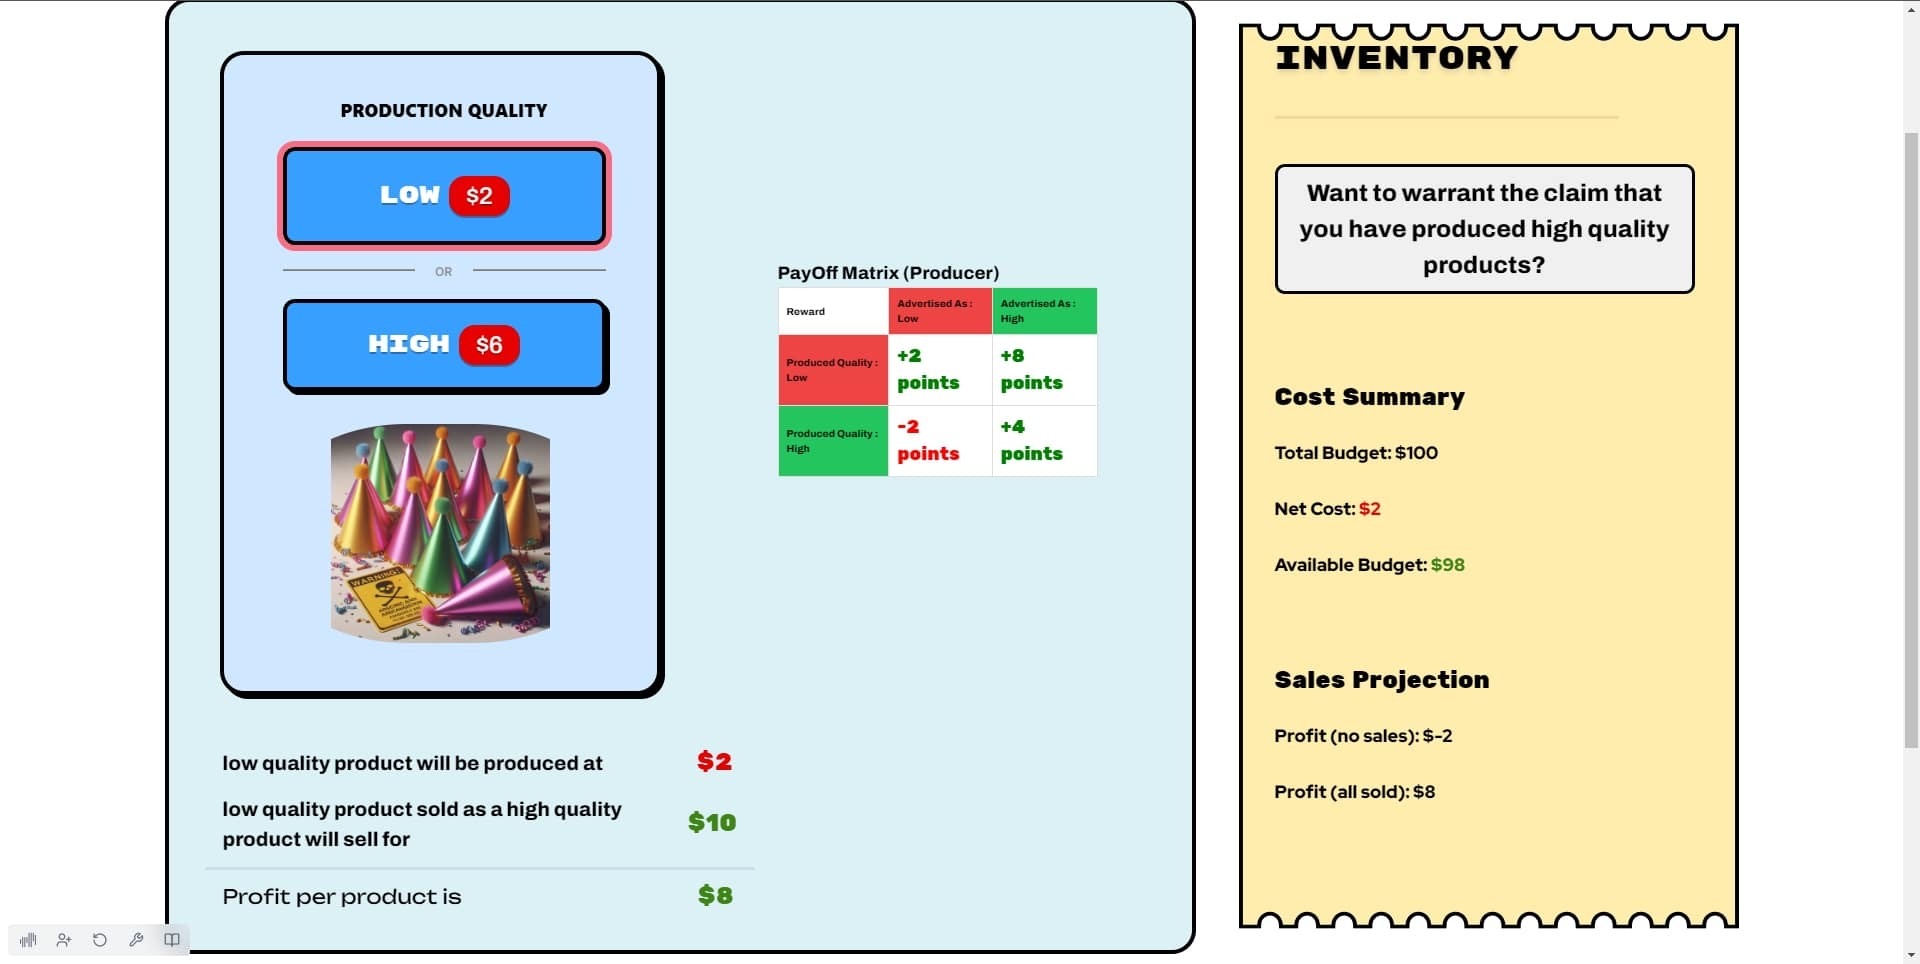 PRODUCTION QUALITY
LOW $2
OR
HIGH $6
WARNING!
low quality product will be produced at $2
low quality product sold as a high quality
product will sell for $10
Profit per product is $8
PayOff Matrix (Producer)
Reward
Advertised As :
Low
Advertised As :
High
Produced Quality :
Low
+2
points
+8
points
Produced Quality :
High
-2
points
+4
points
INVENTORY
Want to warrant the claim that
you have produced high quality
products?
Cost Summary
Total Budget: $100
Net Cost: $2
Available Budget: $98
Sales Projection
Profit (no sales): $-2
Profit (all sold): $8